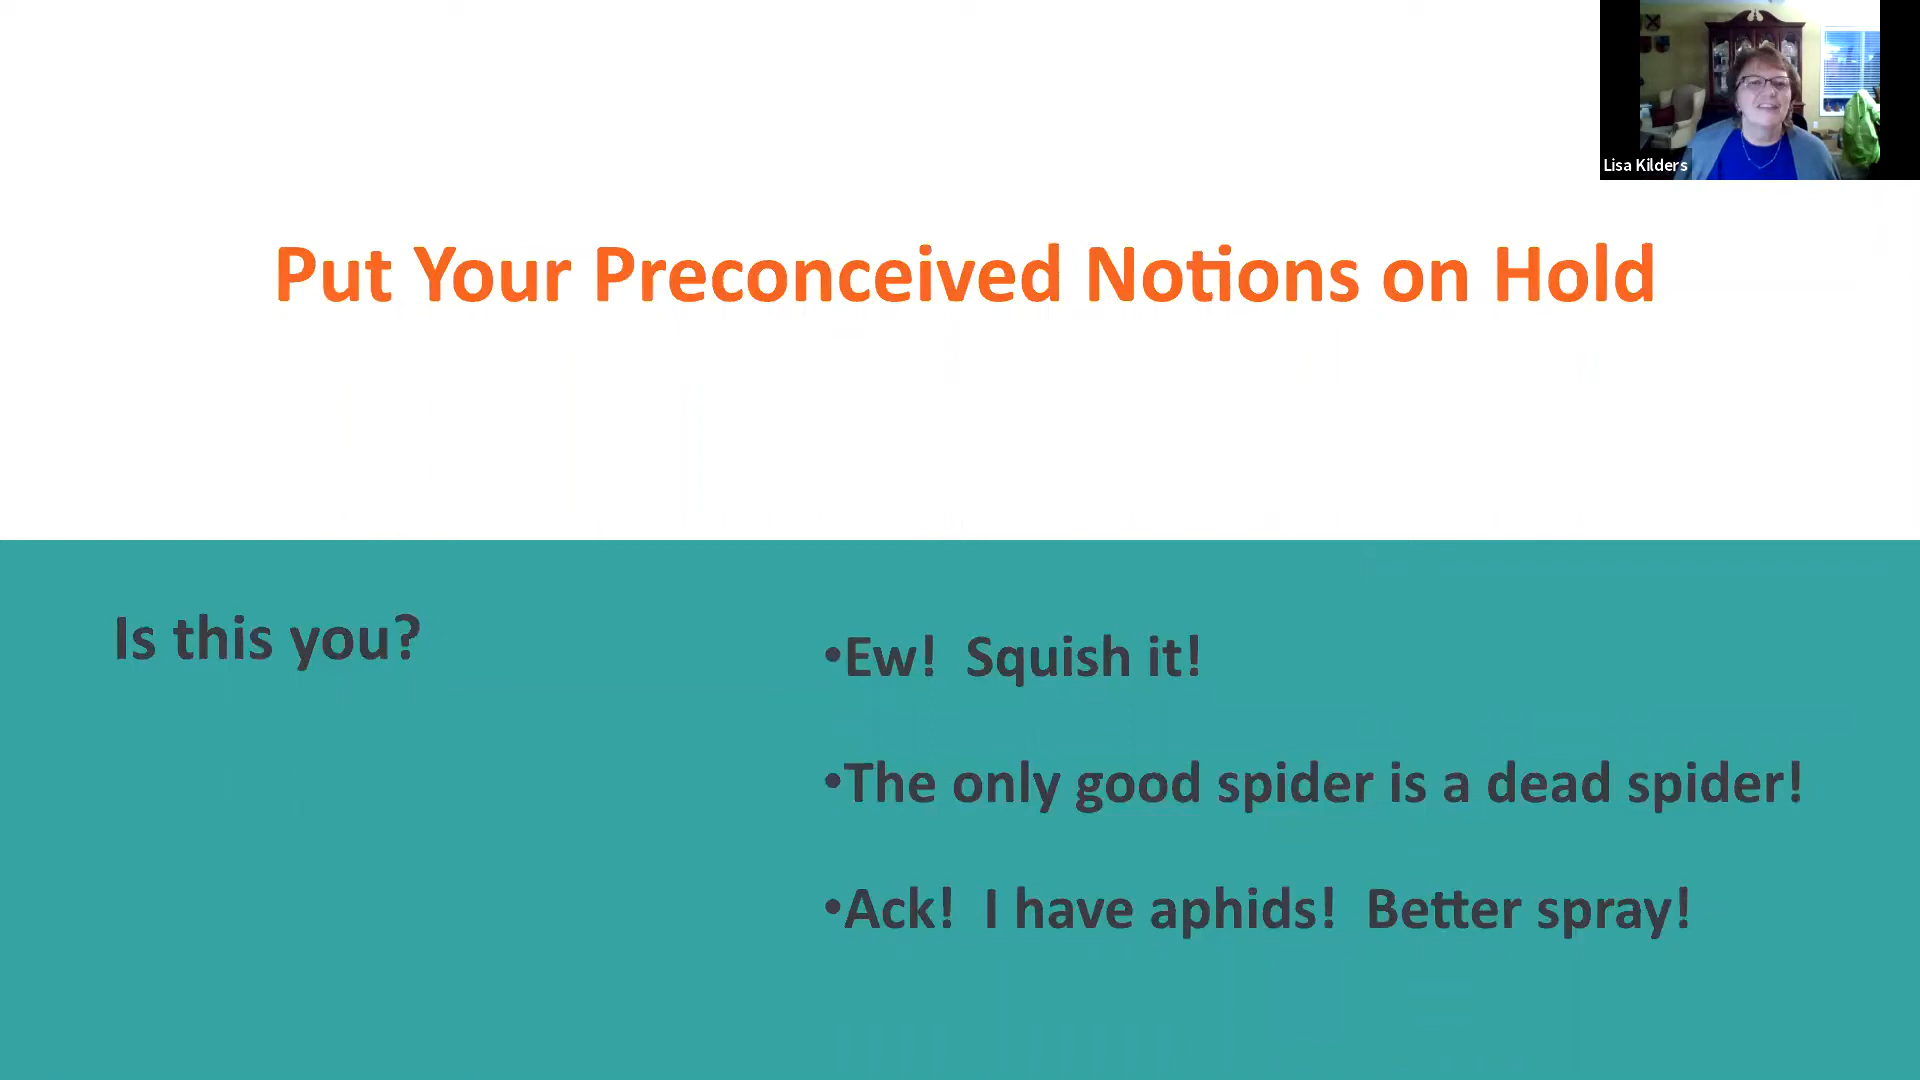 Lisa Kilders
Put Your Preconceived Notions on Hold
Is this you?
•Ew!  Squish it!
•The only good spider is a dead spider!
•Ack!  I have aphids!  Better spray!